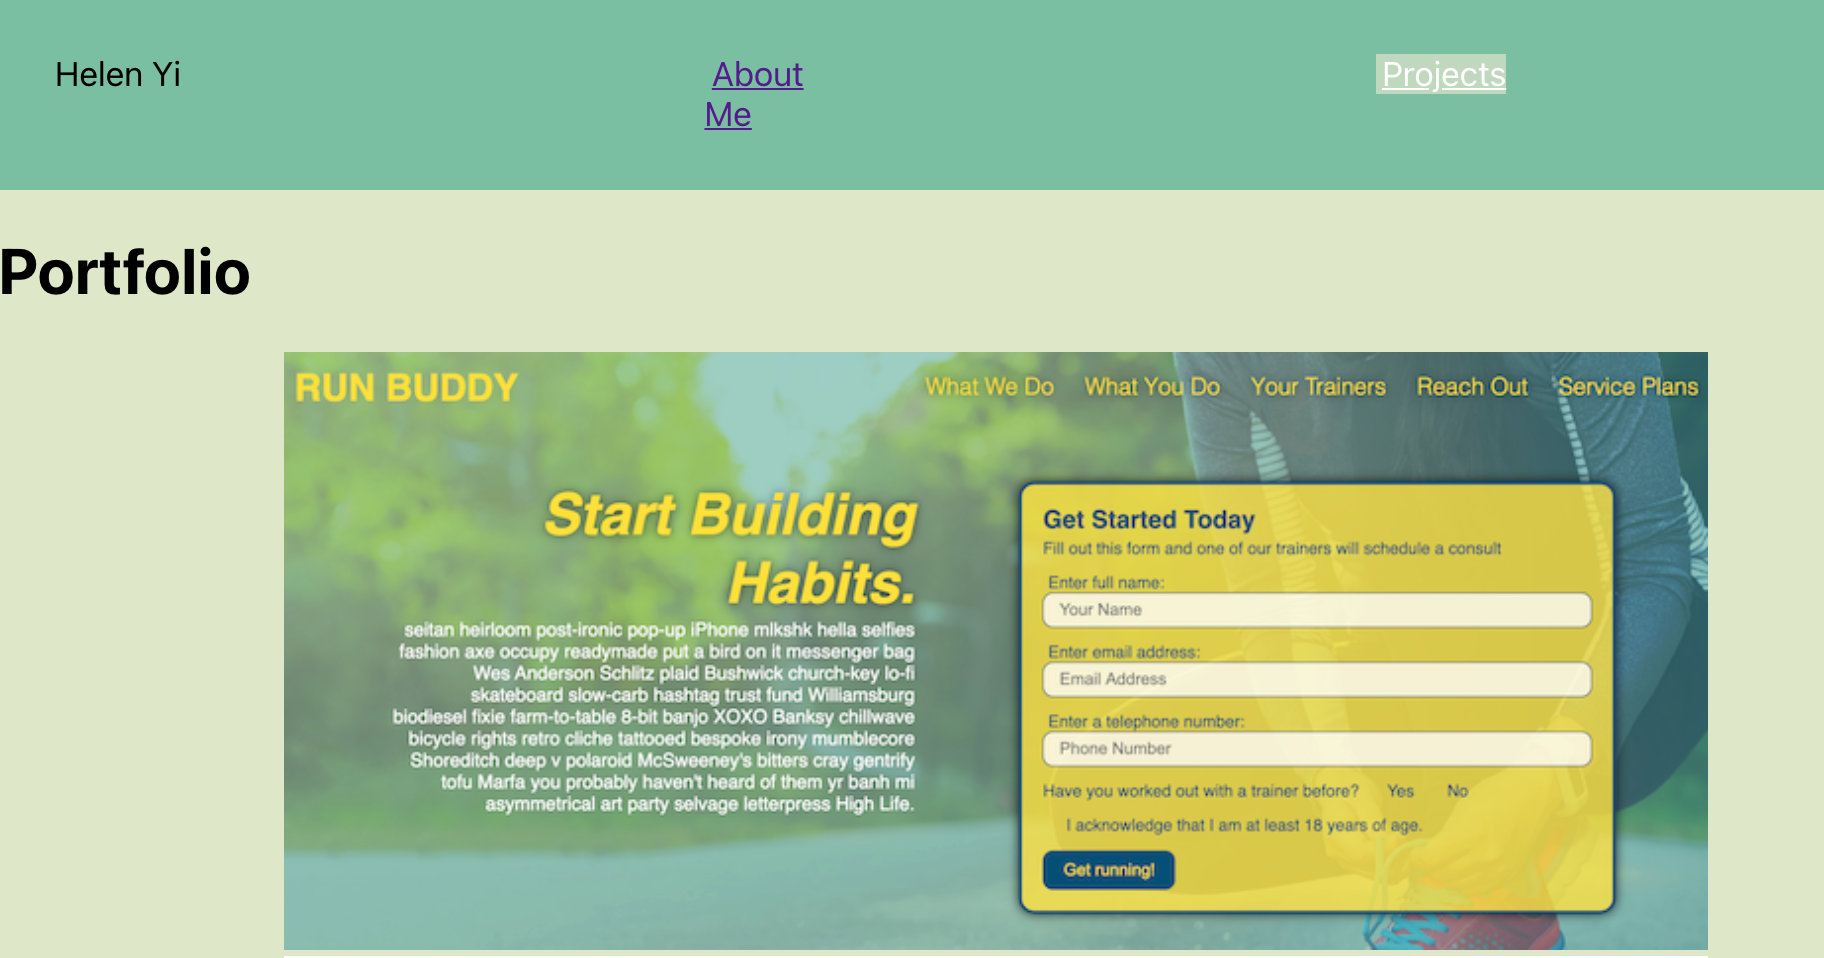 Helen Yi
About
Me
Projects
Portfolio
RUN BUDDY
What We Do
What You Do
Your Trainers
Reach Out
Service Plans
Start Building
Habits.
seitan heirloom post-ironic pop-up iPhone mlkshk hella selfies
fashion axe occupy readymade put a bird on it messenger bag
Wes Anderson Schlitz plaid Bushwick church-key lo-fi
skateboard slow-carb hashtag trust fund Williamsburg
biodiesel fixie farm-to-table 8-bit banjo XOXO Banksy chillwave
bicycle rights retro cliche tattooed bespoke irony mumblecore
Shoreditch deep v polaroid McSweeney's bitters cray gentrify
tofu Marfa you probably haven't heard of them yr banh mi
asymmetrical art party selvage letterpress High Life.
Get Started Today
Fill out this form and one of our trainers will schedule a consult
Enter full name:
Your Name
Enter email address:
Email Address
Enter a telephone number:
Phone Number
Have you worked out with a trainer before? Yes No
I acknowledge that I am at least 18 years of age.
Get running!